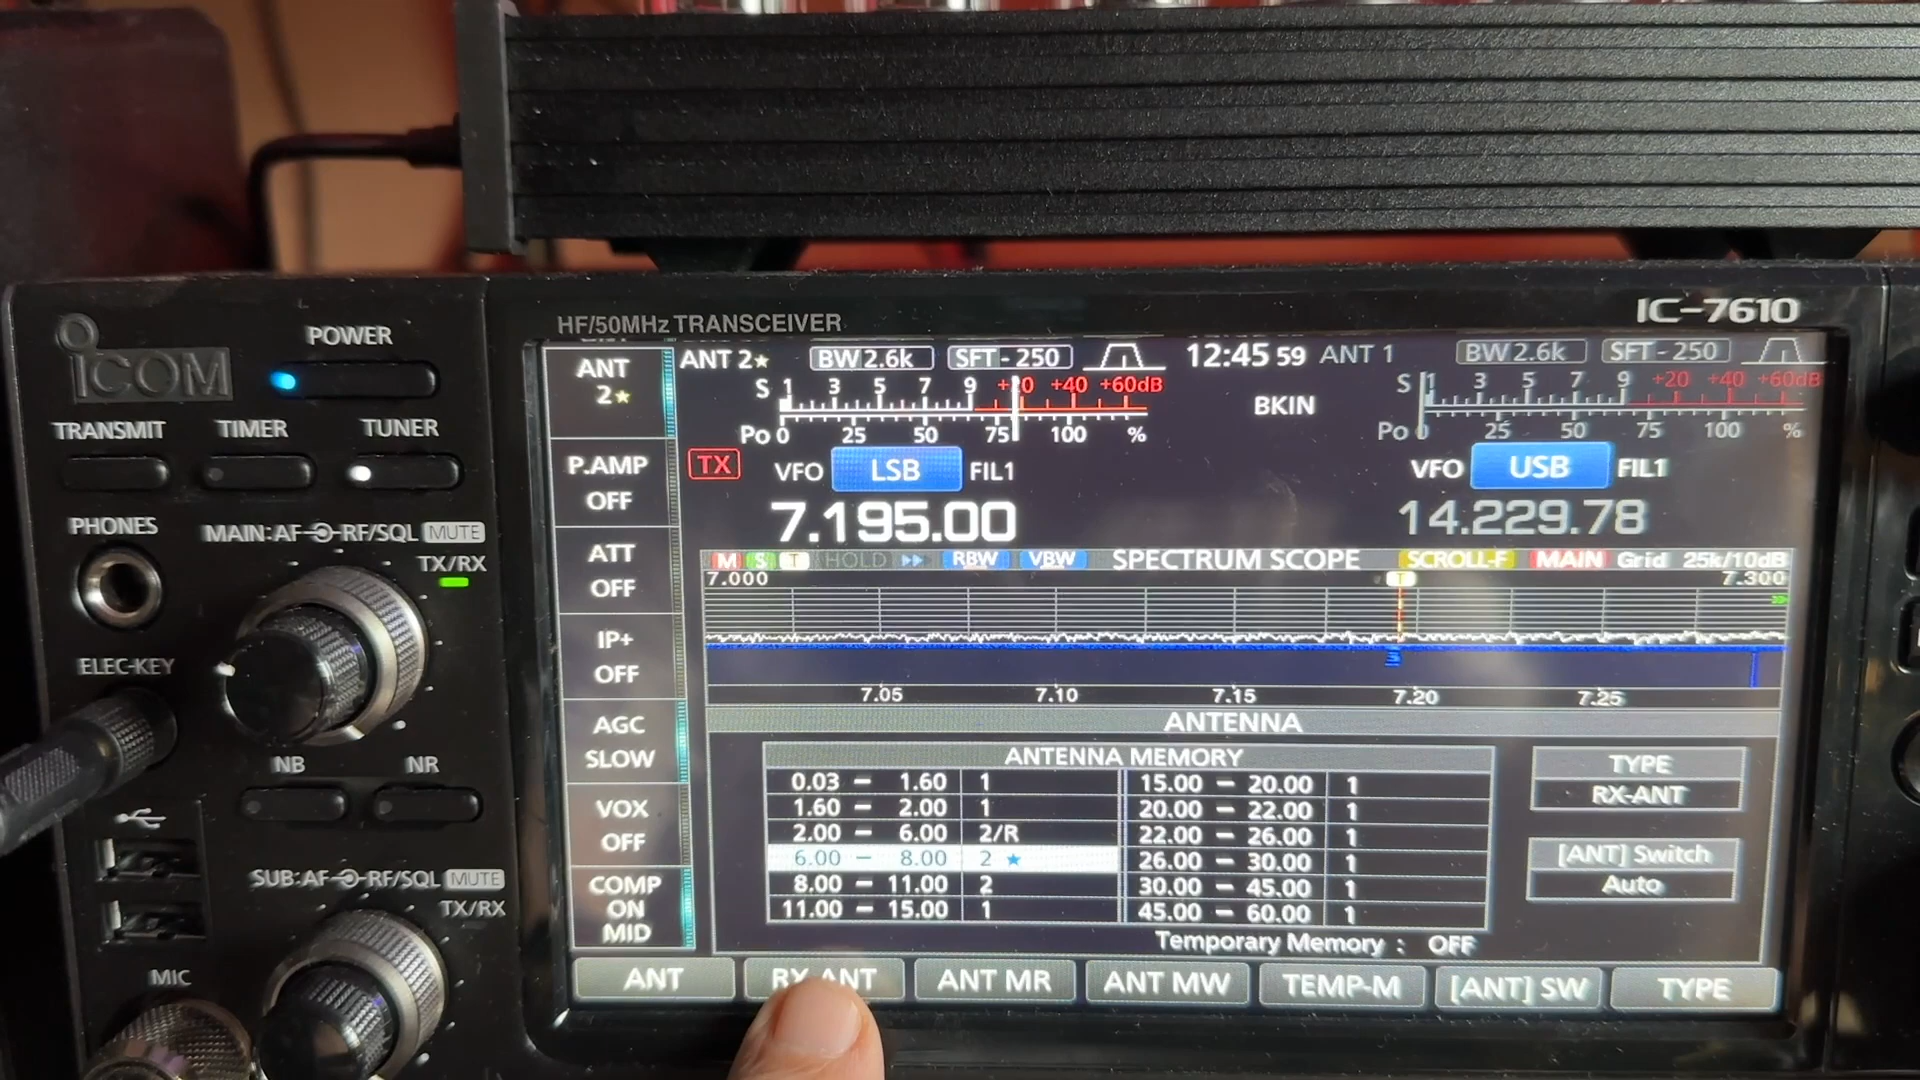 HF/50MHz TRANSCEIVER
IC-7610
ICOM
POWER
TRANSMIT TIMER TUNER
PHONES MAIN:AF RF/SQL MUTE
TX/RX
ELEC-KEY
NB NR
SUB:AF RF/SQL MUTE
TX/RX
MIC
ANT
2★
P.AMP
OFF
ATT
OFF
IP+
OFF
AGC
SLOW
VOX
OFF
COMP
ON
MID
ANT 2★ BW 2.6k SFT -250 12:45 59 ANT 1 BW 2.6k SFT -250
S 1 3 5 7 9 +20 +40 +60dB
Po 0 25 50 75 100 %
BKIN
S 1 3 5 7 9 +20 +40 +60dB
Po 0 25 50 75 100 %
TX VFO LSB FIL1 VFO USB FIL1
7.195.00 14.229.78
M S T HOLD RBW VBW SPECTRUM SCOPE SCROLL-F MAIN Grid 25k/10dB
7.000 T 7.300
7.05 7.10 7.15 7.20 7.25
ANTENNA
ANTENNA MEMORY
0.03 – 1.60 1 15.00 – 20.00 1
1.60 – 2.00 1 20.00 – 22.00 1
2.00 – 6.00 2/R 22.00 – 26.00 1
6.00 – 8.00 2 ★ 26.00 – 30.00 1
8.00 – 11.00 2 30.00 – 45.00 1
11.00 – 15.00 1 45.00 – 60.00 1
Temporary Memory : OFF
TYPE
RX-ANT
[ANT] Switch
Auto
ANT RX-ANT ANT MR ANT MW TEMP-M [ANT] SW TYPE